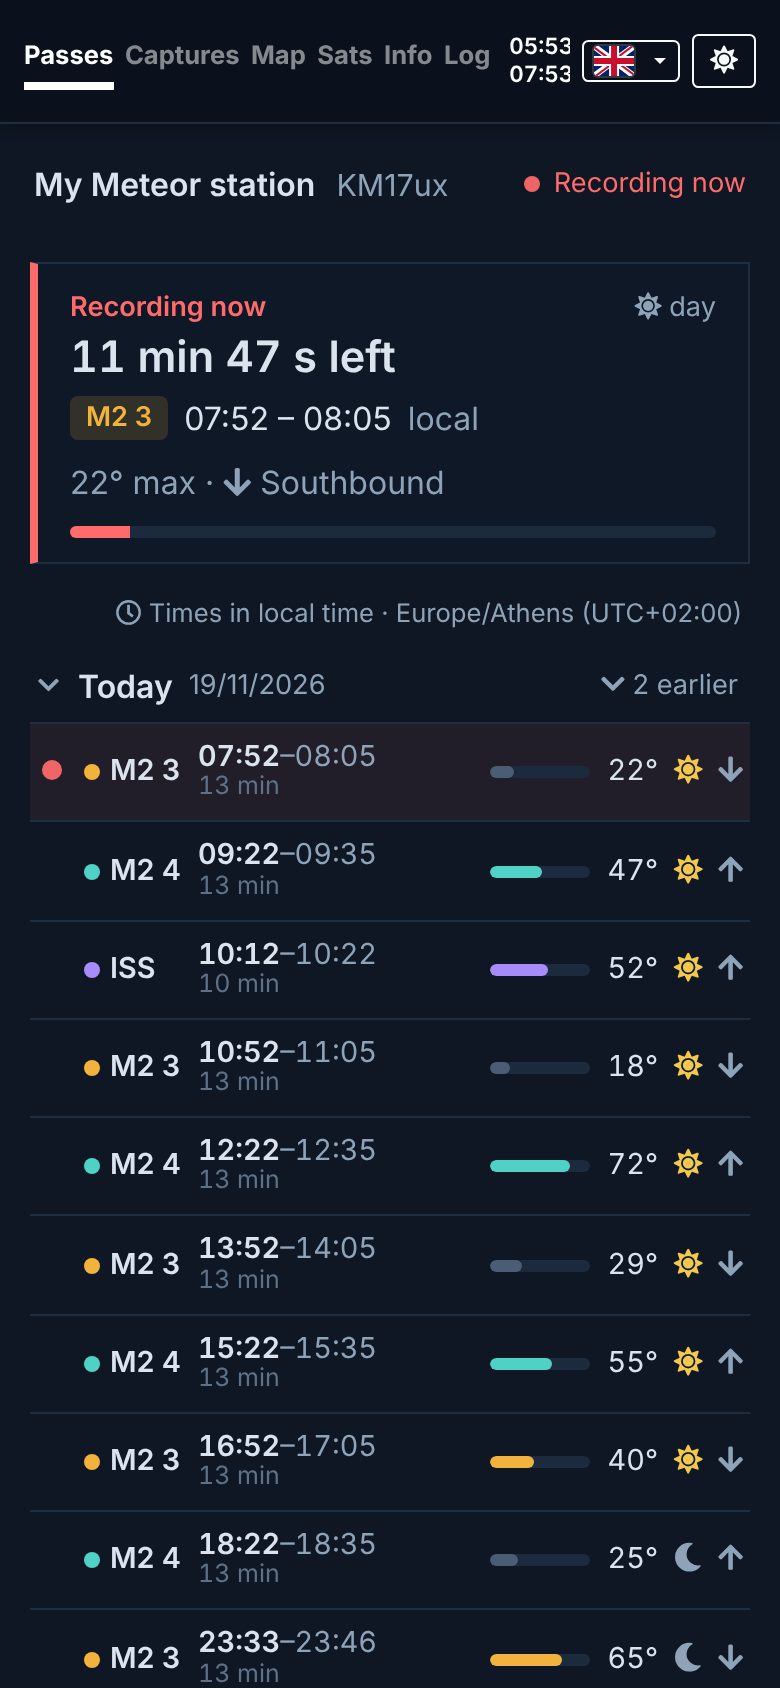 Passes Captures Map Sats Info Log 05:53
07:53
My Meteor station KM17ux Recording now
Recording now day
11 min 47 s left
M2 3 07:52 – 08:05 local
22° max · Southbound
Times in local time · Europe/Athens (UTC+02:00)
Today 19/11/2026 2 earlier
M2 3 07:52–08:05 22°
13 min
M2 4 09:22–09:35 47°
13 min
ISS 10:12–10:22 52°
10 min
M2 3 10:52–11:05 18°
13 min
M2 4 12:22–12:35 72°
13 min
M2 3 13:52–14:05 29°
13 min
M2 4 15:22–15:35 55°
13 min
M2 3 16:52–17:05 40°
13 min
M2 4 18:22–18:35 25°
13 min
M2 3 23:33–23:46 65°
13 min